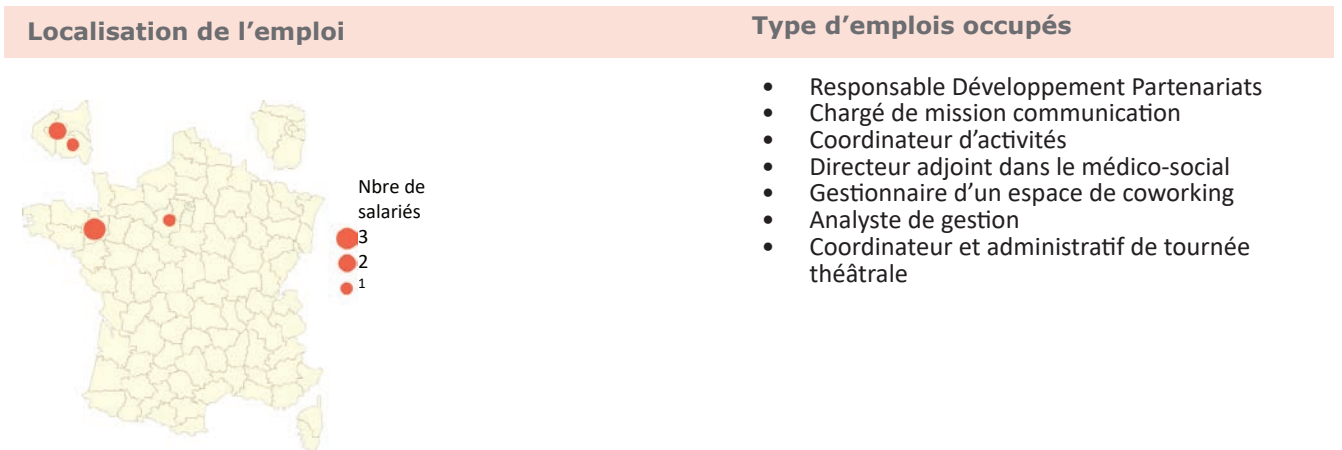 Localisation de l’emploi
Nbre de
salariés
3
2
1
Type d’emplois occupés
• Responsable Développement Partenariats
• Chargé de mission communication
• Coordinateur d’activités
• Directeur adjoint dans le médico-social
• Gestionnaire d’un espace de coworking
• Analyste de gestion
• Coordinateur et administratif de tournée
théâtrale